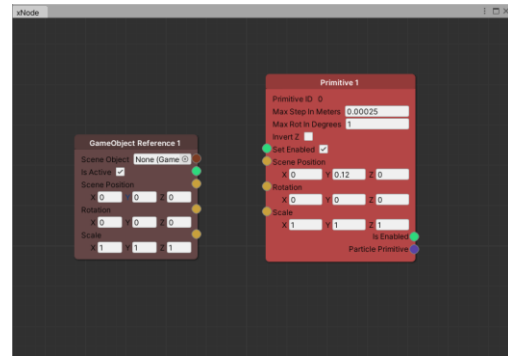 xNode
GameObject Reference 1
Scene Object None (Game
Is Active
Scene Position
X 0 Y 0 Z 0
Rotation
X 0 Y 0 Z 0
Scale
X 1 Y 1 Z 1
Primitive 1
Primitive ID 0
Max Step In Meters 0.00025
Max Rot In Degrees 1
Invert Z
Set Enabled
Scene Position
X 0 Y 0.12 Z 0
Rotation
X 0 Y 0 Z 0
Scale
X 1 Y 1 Z 1
Is Enabled
Particle Primitive